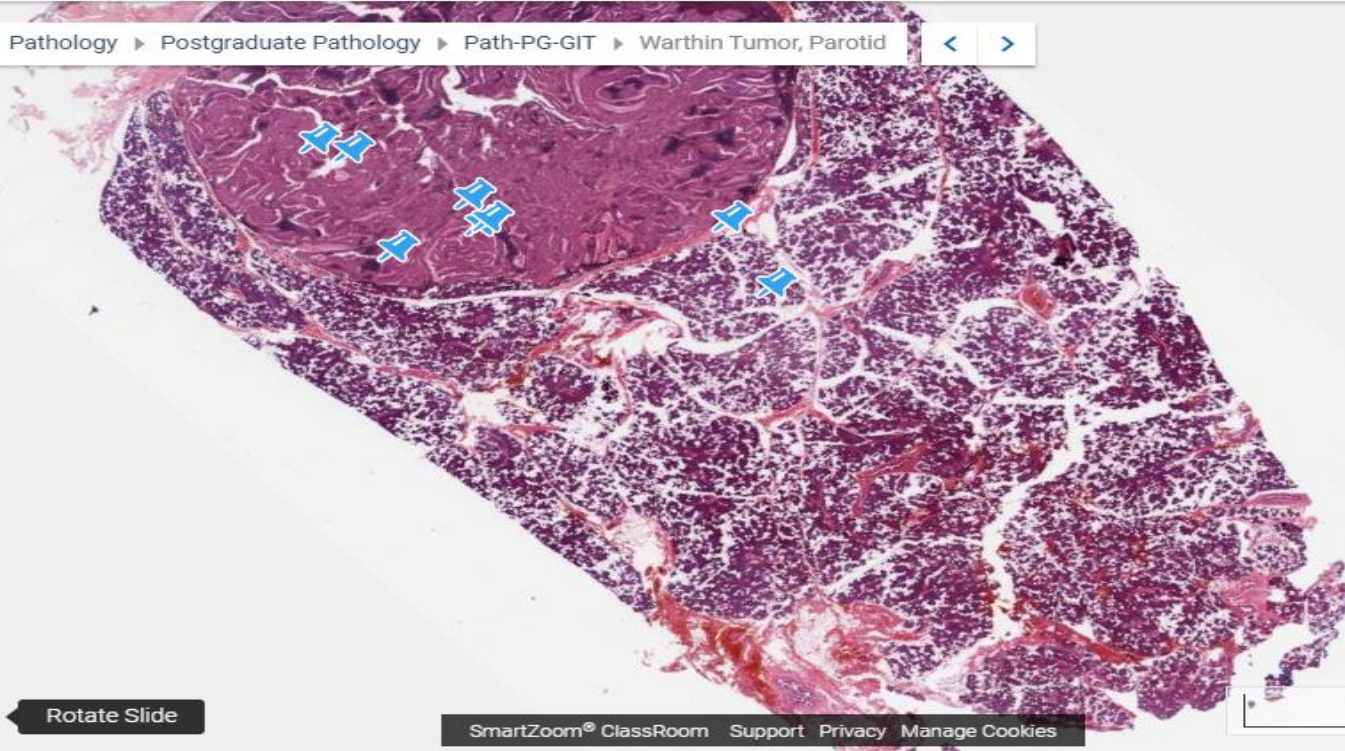 Pathology Postgraduate Pathology Path-PG-GIT Warthin Tumor, Parotid
Rotate Slide
SmartZoom® ClassRoom Support Privacy Manage Cookies